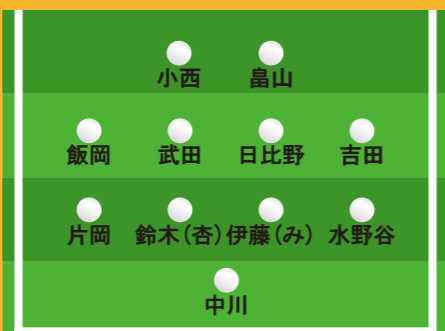 小西 畠山
飯岡 武田 日比野 吉田
片岡 鈴木(杏) 伊藤(み) 水野谷
中川